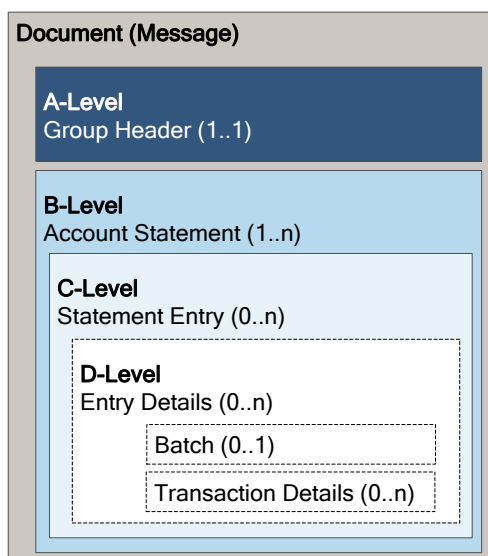 Document (Message)
A-Level
Group Header (1..1)
B-Level
Account Statement (1..n)
C-Level
Statement Entry (0..n)
D-Level
Entry Details (0..n)
Batch (0..1)
Transaction Details (0..n)